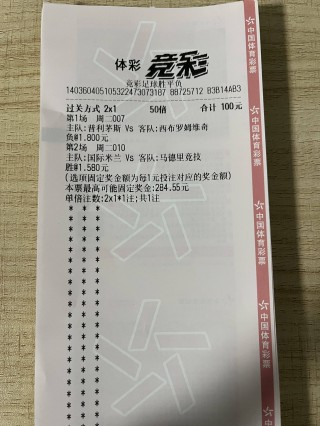 体彩 竞彩
竞彩足球胜平负
140360405105322473071167 88725712 B3B14AB3
过关方式 2x1 50倍 合计 100元
第1场 周二007
主队:普利茅斯 Vs 客队:西布罗姆维奇
负#1.800元
第2场 周二010
主队:国际米兰 Vs 客队:马德里竞技
胜#1.580元
(选项固定奖金额为每1元投注对应的奖金额)
本票最高可能固定奖金:284.55元
单倍注数:2x1*1注;共1注
中国体育彩票
中国体育彩票
中国体育彩票
中国体育彩票
中国体育